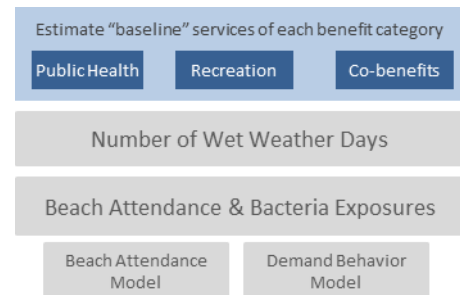 Estimate “baseline” services of each benefit category
Public Health Recreation Co-benefits
Number of Wet Weather Days
Beach Attendance & Bacteria Exposures
Beach Attendance
Model
Demand Behavior
Model